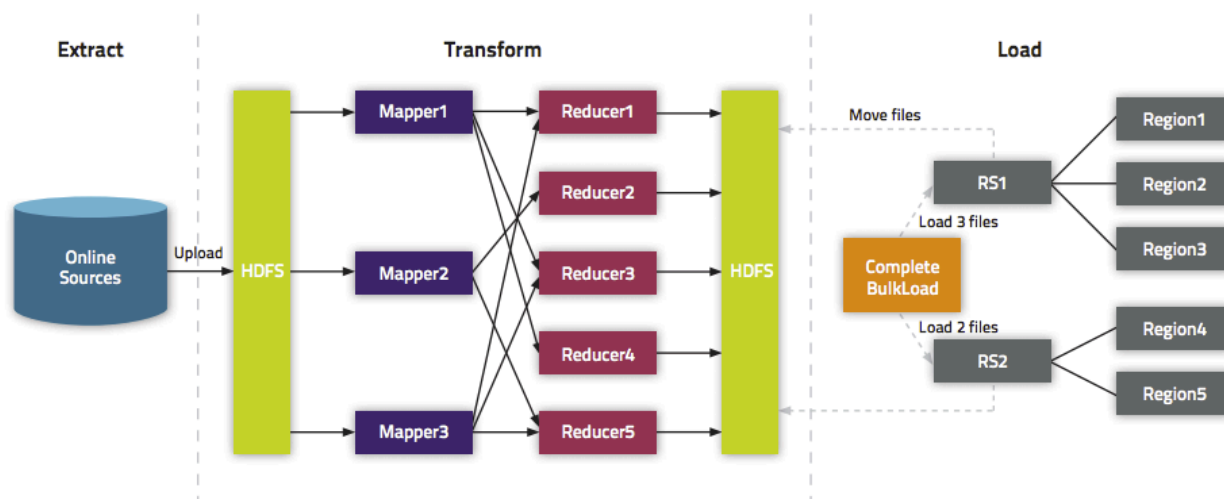 Extract
Transform
Load
Online
Sources
Upload
HDFS
Mapper1
Mapper2
Mapper3
Reducer1
Reducer2
Reducer3
Reducer4
Reducer5
HDFS
Move files
RS1
Load 3 files
Complete
BulkLoad
Load 2 files
RS2
Region1
Region2
Region3
Region4
Region5